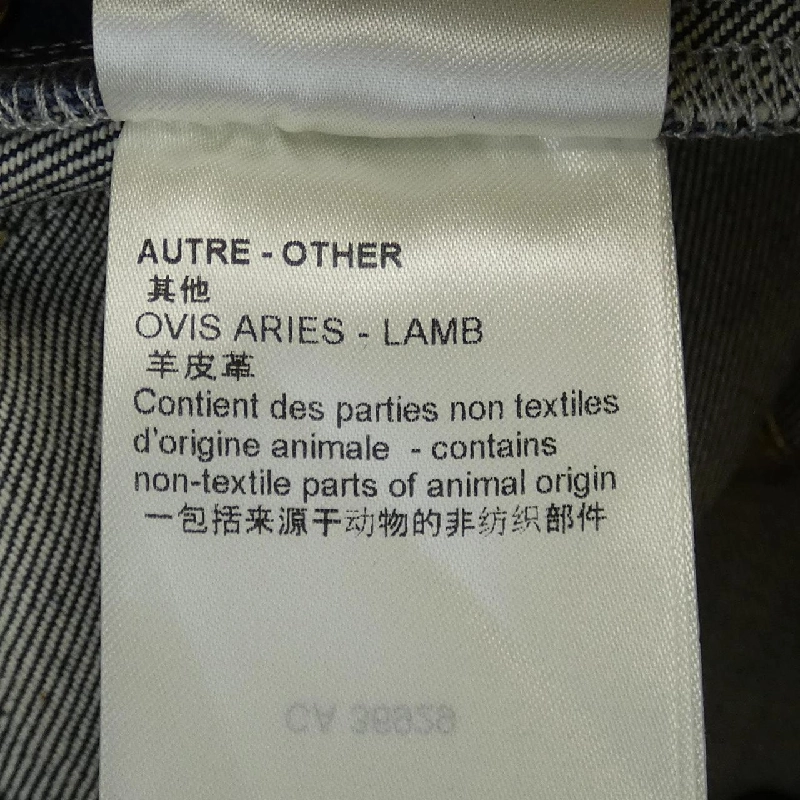 AUTRE - OTHER
其他
OVIS ARIES - LAMB
羊皮革
Contient des parties non textiles
d'origine animale - contains
non-textile parts of animal origin
一包括来源于动物的非纺织部件
CA 36929